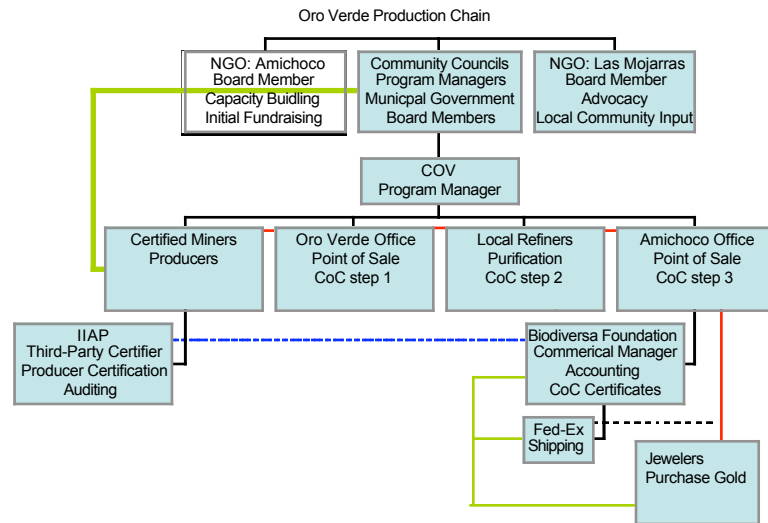 Oro Verde Production Chain
NGO: Amichoco
Board Member
Capacity Buidling
Initial Fundraising
Community Councils
Program Managers
Municpal Government
Board Members
NGO: Las Mojarras
Board Member
Advocacy
Local Community Input
COV
Program Manager
Certified Miners
Producers
Oro Verde Office
Point of Sale
CoC step 1
Local Refiners
Purification
CoC step 2
Amichoco Office
Point of Sale
CoC step 3
IIAP
Third-Party Certifier
Producer Certification
Auditing
Biodiversa Foundation
Commerical Manager
Accounting
CoC Certificates
Fed-Ex
Shipping
Jewelers
Purchase Gold